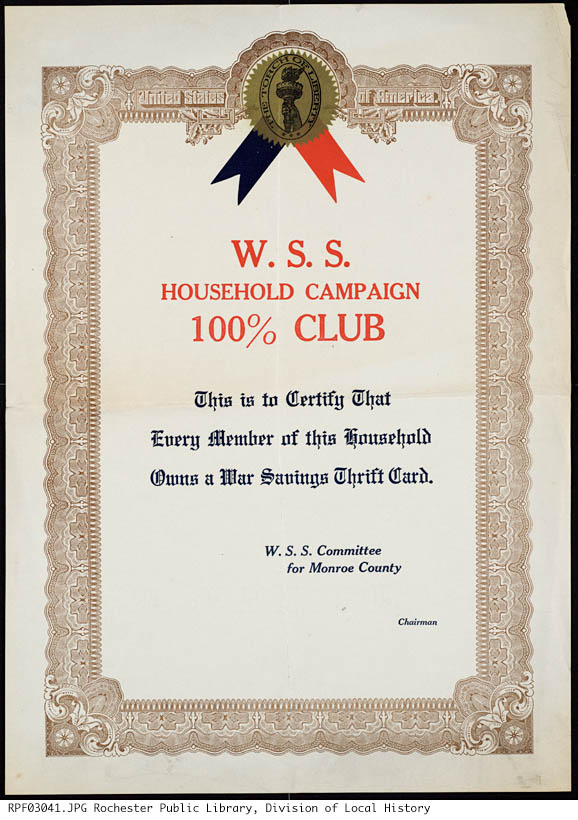 United States of America
THE TORCH OF LIBERTY
W. S. S.
HOUSEHOLD CAMPAIGN
100% CLUB
This is to Certify That
Every Member of this Household
Owns a War Savings Thrift Card.
W. S. S. Committee
for Monroe County
Chairman
RPF03041.JPG Rochester Public Library, Division of Local History